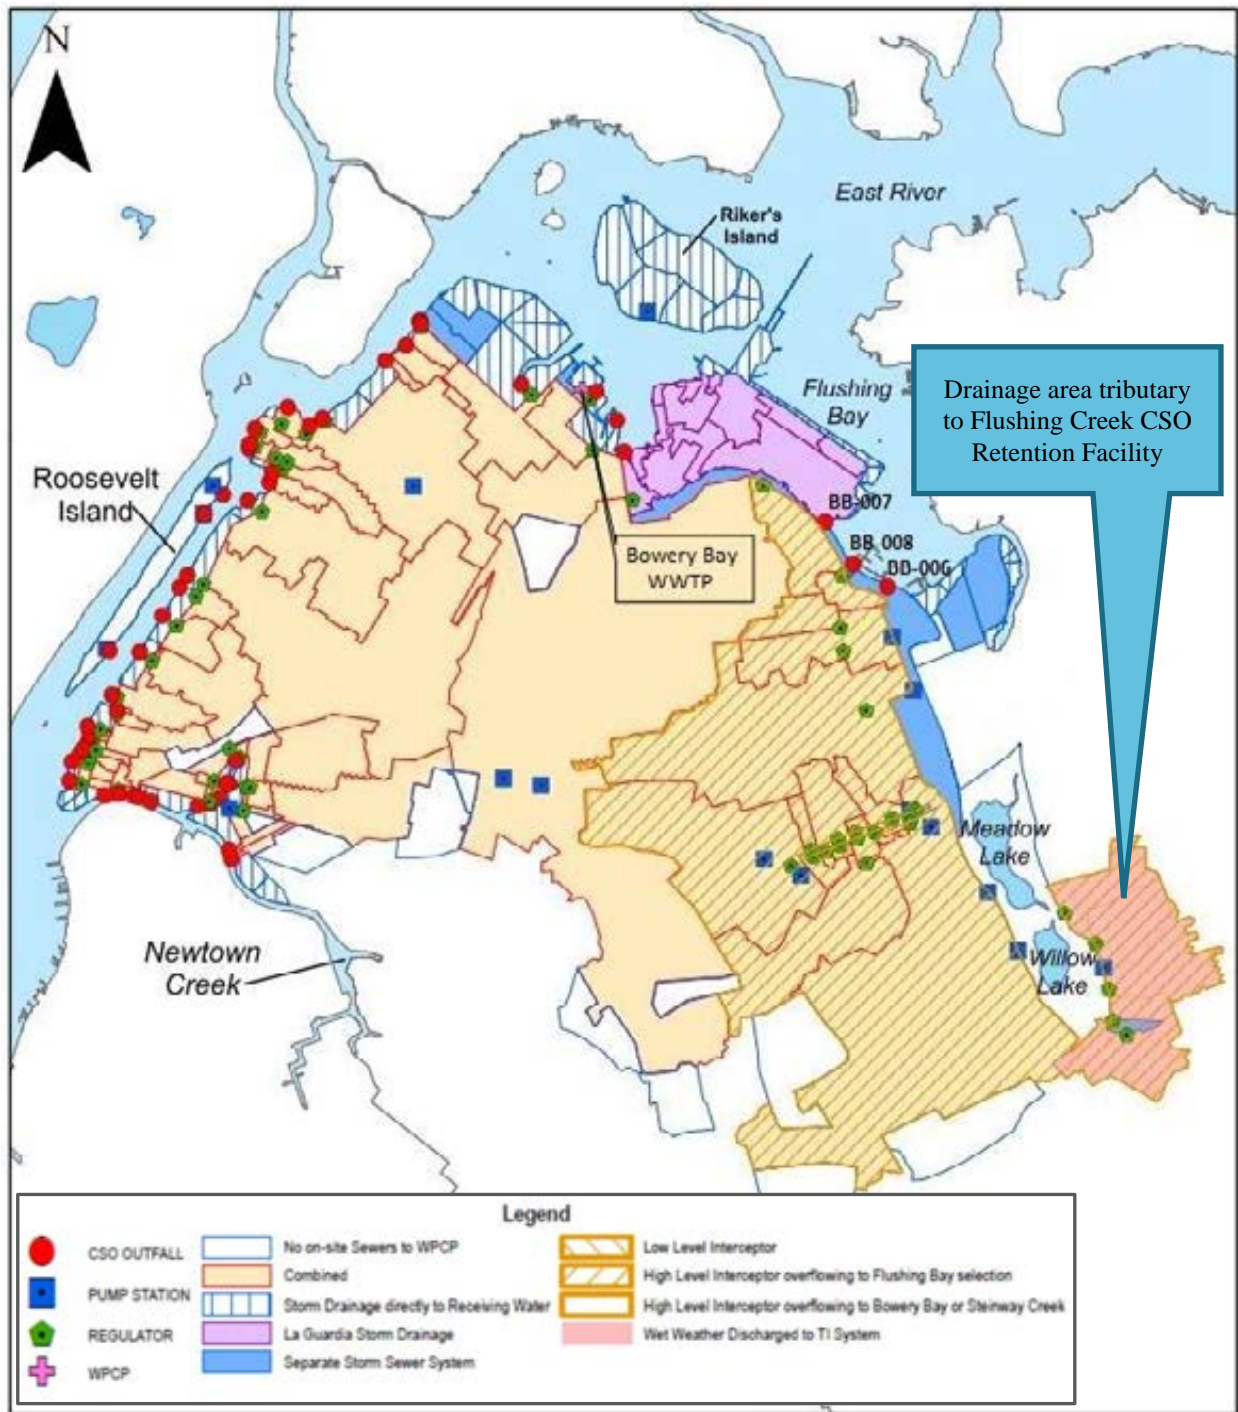 N
East River
Riker's
Island
Flushing
Bay
Drainage area tributary
to Flushing Creek CSO
Retention Facility
Roosevelt
Island
BB-007
BB 008
Bowery Bay
WWTP
Meadow
Lake
Willow
Lake
Newtown
Creek
Legend
CSO OUTFALL
PUMP STATION
REGULATOR
WPCP
No on-site Sewers to WPCP
Combined
Storm Drainage directly to Receiving Water
La Guardia Storm Drainage
Separate Storm Sewer System
Low Level Interceptor
High Level Interceptor overflowing to Flushing Bay selection
High Level Interceptor overflowing to Bowery Bay or Steinway Creek
Wet Weather Discharged to TI System